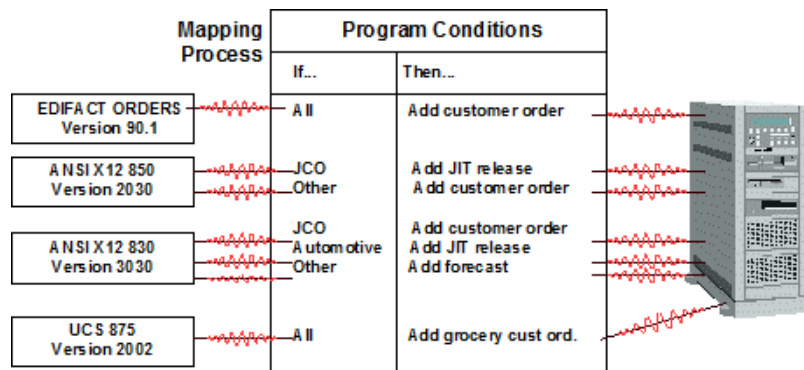 Mapping Process
Program Conditions
If...
Then...
EDIFACT ORDERS
Version 90.1
All
Add customer order
ANSI X12 850
Version 2030
JCO
Add JIT release
Other
Add customer order
ANSI X12 830
Version 3030
JCO
Add customer order
Automotive
Add JIT release
Other
Add forecast
UCS 875
Version 2002
All
Add grocery cust ord.